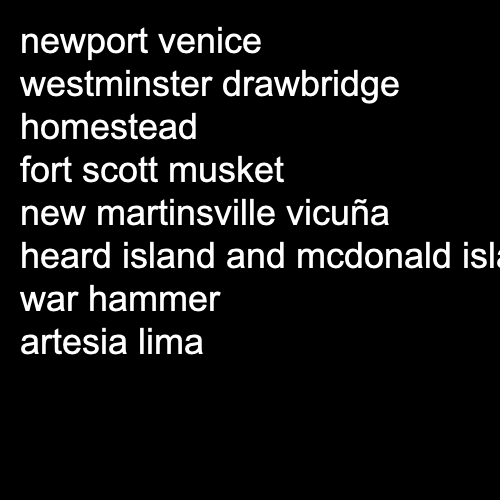 newport venice
westminster drawbridge
homestead
fort scott musket
new martinsville vicuña
heard island and mcdonald isl
war hammer
artesia lima